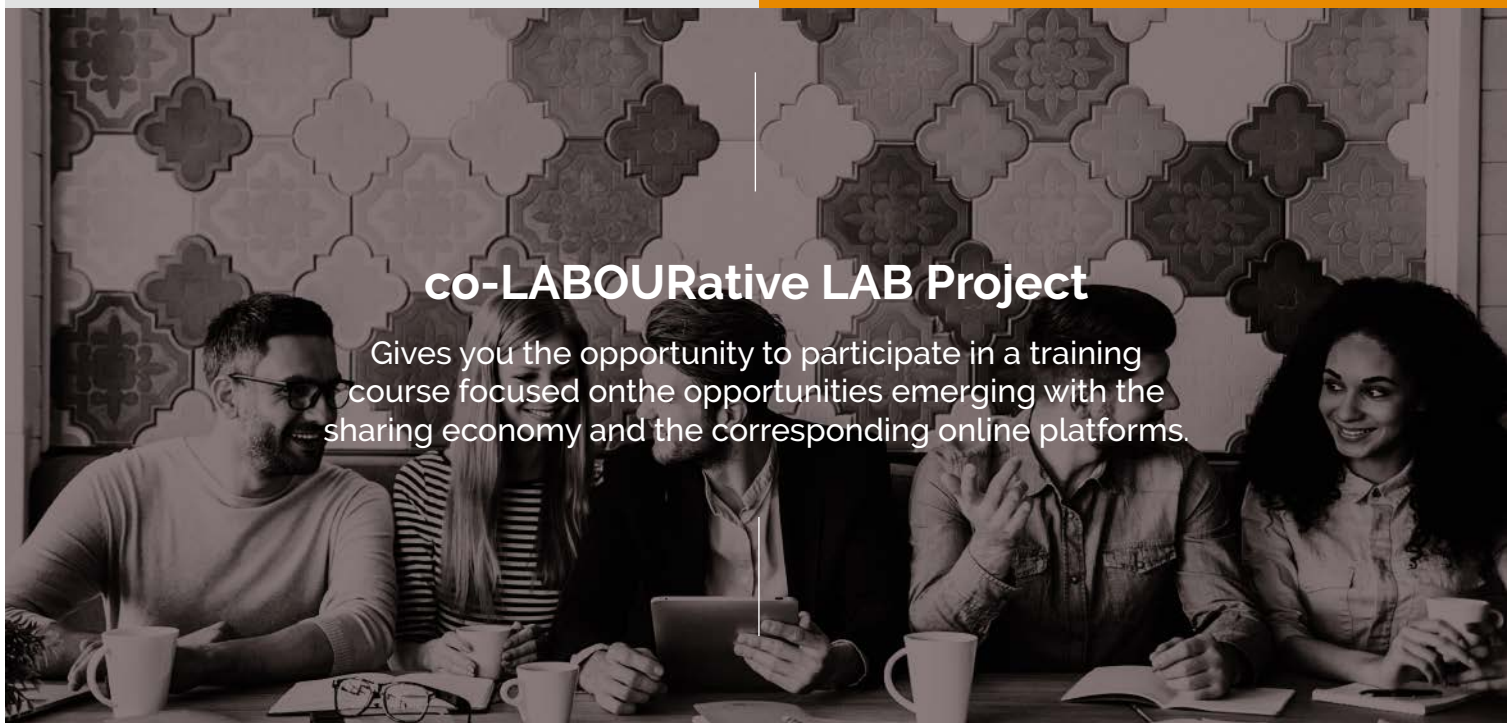 co-LABOURative LAB Project
Gives you the opportunity to participate in a training
course focused onthe opportunities emerging with the
sharing economy and the corresponding online platforms.